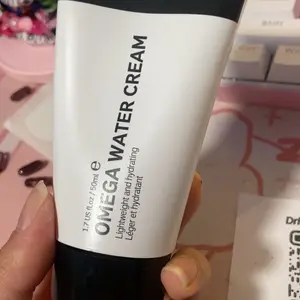 OMEGA WATER CREAM
Lightweight and hydrating
Léger et hydratant
1.7 US fl.oz / 50ml e